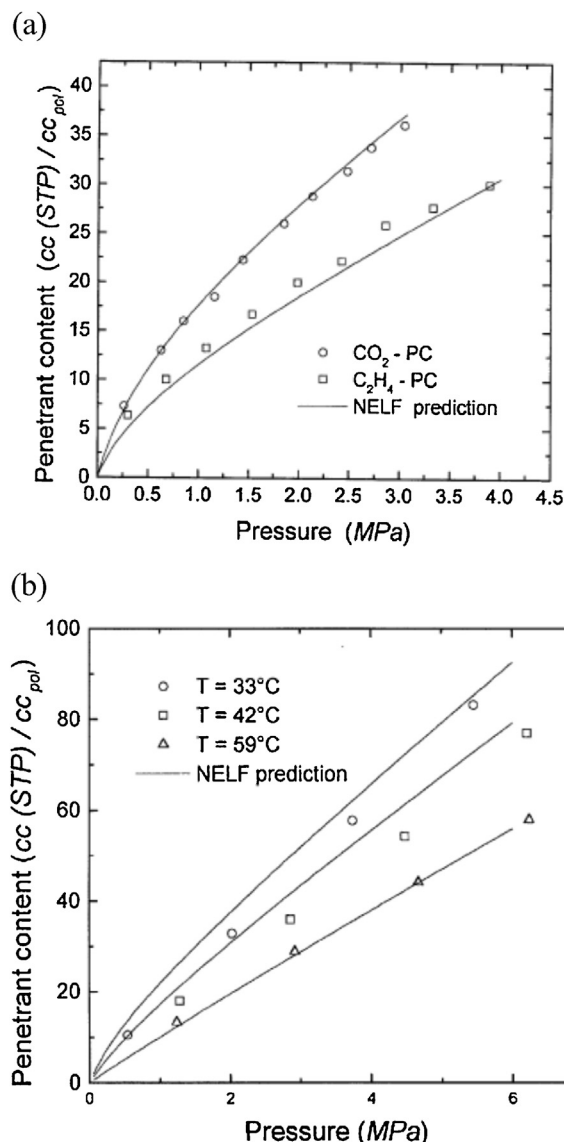 (a)
40
35
30
25
20
15
10
5
0
Penetrant content (cc (STP) / cc_pol)
CO₂ - PC
C₂H₄ - PC
NELF prediction
0.0 0.5 1.0 1.5 2.0 2.5 3.0 3.5 4.0 4.5
Pressure (MPa)
(b)
100
80
60
40
20
0
Penetrant content (cc (STP) / cc_pol)
T = 33°C
T = 42°C
T = 59°C
NELF prediction
0 2 4 6
Pressure (MPa)